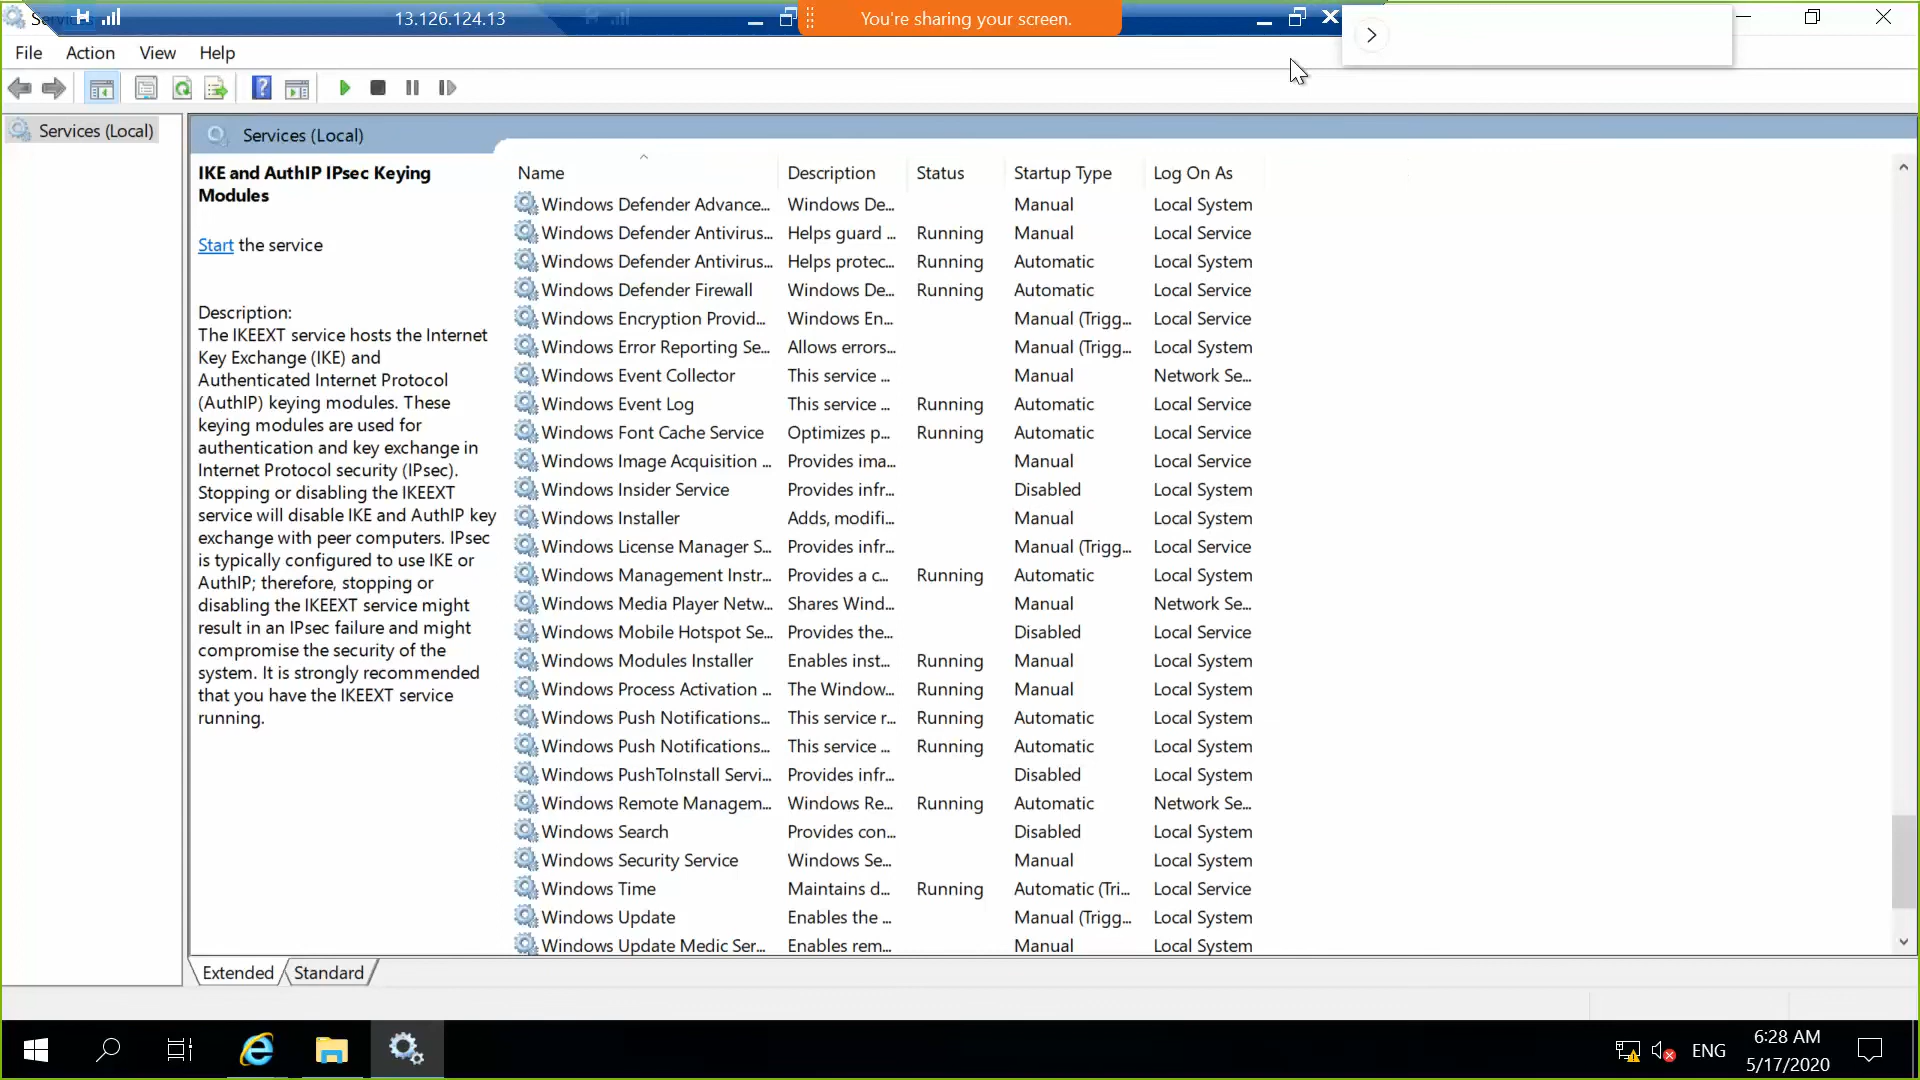 13.126.124.13
You're sharing your screen.
File Action View Help
Services (Local)
Services (Local)
IKE and AuthIP IPsec Keying
Modules
Start the service
Description:
The IKEEXT service hosts the Internet
Key Exchange (IKE) and
Authenticated Internet Protocol
(AuthIP) keying modules. These
keying modules are used for
authentication and key exchange in
Internet Protocol security (IPsec).
Stopping or disabling the IKEEXT
service will disable IKE and AuthIP key
exchange with peer computers. IPsec
is typically configured to use IKE or
AuthIP; therefore, stopping or
disabling the IKEEXT service might
result in an IPsec failure and might
compromise the security of the
system. It is strongly recommended
that you have the IKEEXT service
running.
Name Description Status Startup Type Log On As
Windows Defender Advance... Windows De... Manual Local System
Windows Defender Antivirus... Helps guard ... Running Manual Local Service
Windows Defender Antivirus... Helps protec... Running Automatic Local System
Windows Defender Firewall Windows De... Running Automatic Local Service
Windows Encryption Provid... Windows En... Manual (Trigg... Local Service
Windows Error Reporting Se... Allows errors... Manual (Trigg... Local System
Windows Event Collector This service ... Manual Network Se...
Windows Event Log This service ... Running Automatic Local Service
Windows Font Cache Service Optimizes p... Running Automatic Local Service
Windows Image Acquisition ... Provides ima... Manual Local Service
Windows Insider Service Provides infr... Disabled Local System
Windows Installer Adds, modifi... Manual Local System
Windows License Manager S... Provides infr... Manual (Trigg... Local Service
Windows Management Instr... Provides a c... Running Automatic Local System
Windows Media Player Netw... Shares Wind... Manual Network Se...
Windows Mobile Hotspot Se... Provides the... Disabled Local Service
Windows Modules Installer Enables inst... Running Manual Local System
Windows Process Activation ... The Window... Running Manual Local System
Windows Push Notifications... This service r... Running Automatic Local System
Windows Push Notifications... This service ... Running Automatic Local System
Windows PushToInstall Servi... Provides infr... Disabled Local System
Windows Remote Managem... Windows Re... Running Automatic Network Se...
Windows Search Provides con... Disabled Local System
Windows Security Service Windows Se... Manual Local System
Windows Time Maintains d... Running Automatic (Tri... Local Service
Windows Update Enables the ... Manual (Trigg... Local System
Windows Update Medic Ser... Enables rem... Manual Local System
Extended Standard
ENG
6:28 AM
5/17/2020